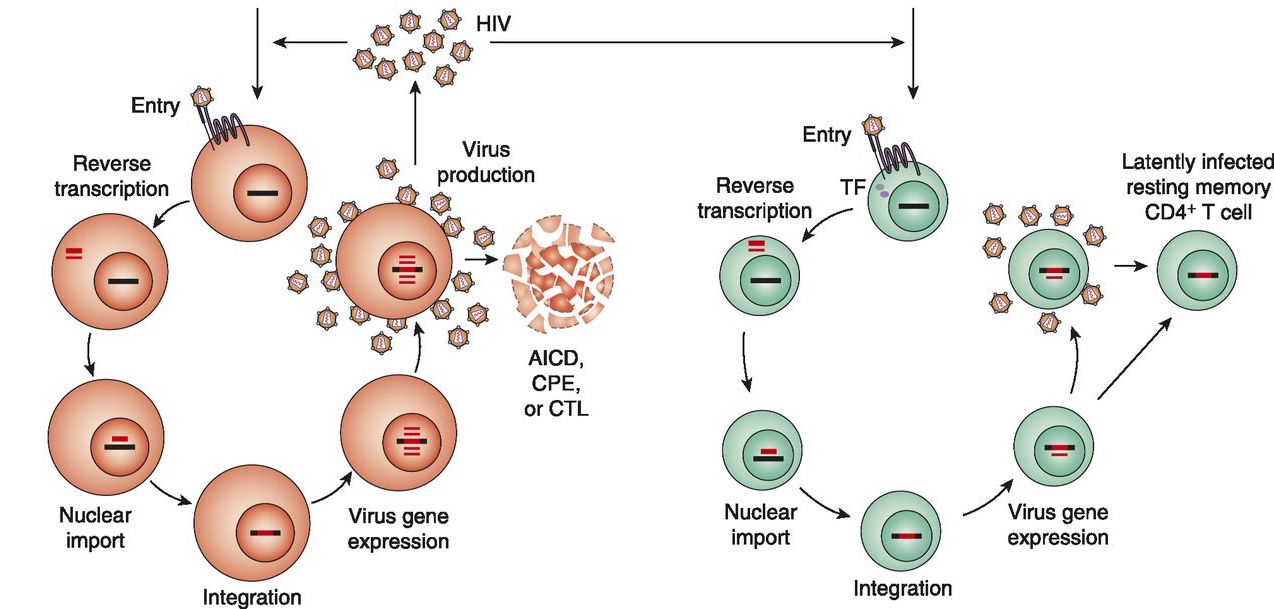 HIV
Entry
Reverse
transcription
Virus
production
AICD,
CPE,
or CTL
Nuclear
import
Integration
Virus gene
expression
Entry
TF
Reverse
transcription
Latently infected
resting memory
CD4⁺ T cell
Nuclear
import
Integration
Virus gene
expression